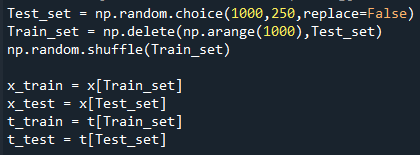 Test_set = np.random.choice(1000,250,replace=False)
Train_set = np.delete(np.arange(1000),Test_set)
np.random.shuffle(Train_set)
x_train = x[Train_set]
x_test = x[Test_set]
t_train = t[Train_set]
t_test = t[Test_set]